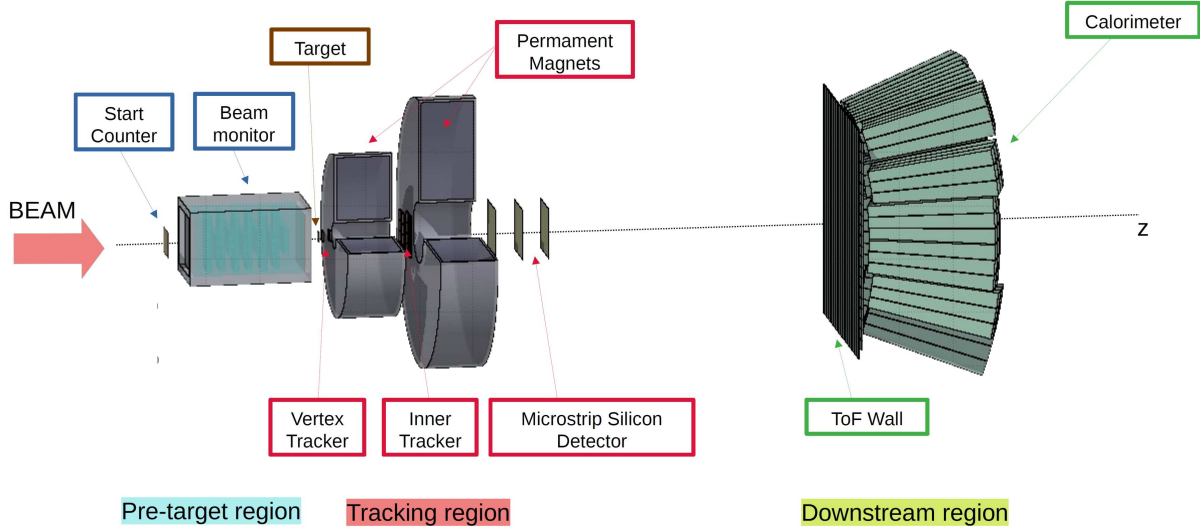 Calorimeter
Target
Permament
Magnets
Start
Counter
Beam
monitor
BEAM
z
Vertex
Tracker
Inner
Tracker
Microstrip Silicon
Detector
ToF Wall
Pre-target region
Tracking region
Downstream region